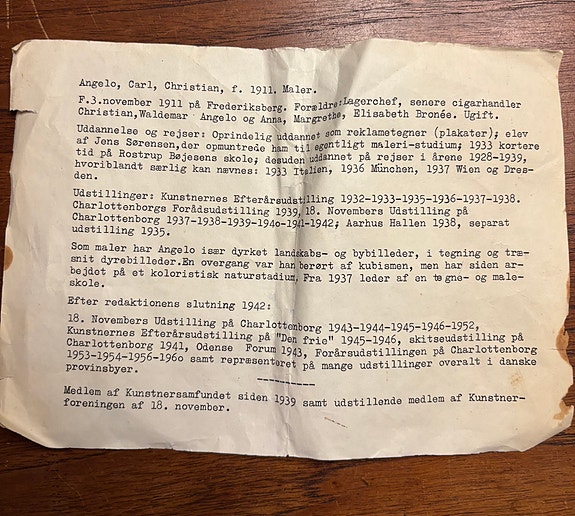 Angelo, Carl, Christian, f. 1911. Maler.
F.3.november 1911 på Frederiksberg. Forældre:Lagerchef, senere cigarhandler
Christian,Waldemar Angelo og Anna, Margrethe, Elisabeth Bronée. Ugift.
Uddannelse og rejser: Oprindelig uddannet som reklametegner (plakater); elev
af Jens Sørensen,der opmuntrede ham til egentligt maleri-studium; 1933 kortere
tid på Rostrup Bøjesens skole; desuden uddannet på rejser i årene 1928-1939,
hvoriblandt særlig kan nævnes: 1933 Italien, 1936 München, 1937 Wien og Dres-
den.
Udstillinger: Kunstnernes Efterårsudstilling 1932-1933-1935-1936-1937-1938.
Charlottenborgs Forådsudstilling 1939, 18. Novembers Udstilling på
Charlottenborg 1937-1938-1939-194o-1941-1942; Aarhus Hallen 1938, separat
udstilling 1935.
Som maler har Angelo især dyrket landskabs- og bybilleder, i tegning og træ-
snit dyrebilleder.En overgang var han berørt af kubismen, men har siden ar-
bejdet på et koloristisk naturstadium, Fra 1937 leder af en tegne- og male-
skole.
Efter redaktionens slutning 1942:
18. Novembers Udstilling på Charlottenborg 1943-1944-1945-1946-1952,
Kunstnernes Efterårsudstilling på "Den frie" 1945-1946, skitseudstilling på
Charlottenborg 1941, Odense Forum 1943, Forårsudstillingen på Charlottenborg
1953-1954-1956-196o samt repræsenteret på mange udstillinger overalt i danske
provinsbyer.
----------
Medlem af Kunstnersamfundet siden 1939 samt udstillende medlem af Kunstner-
foreningen af 18. november.